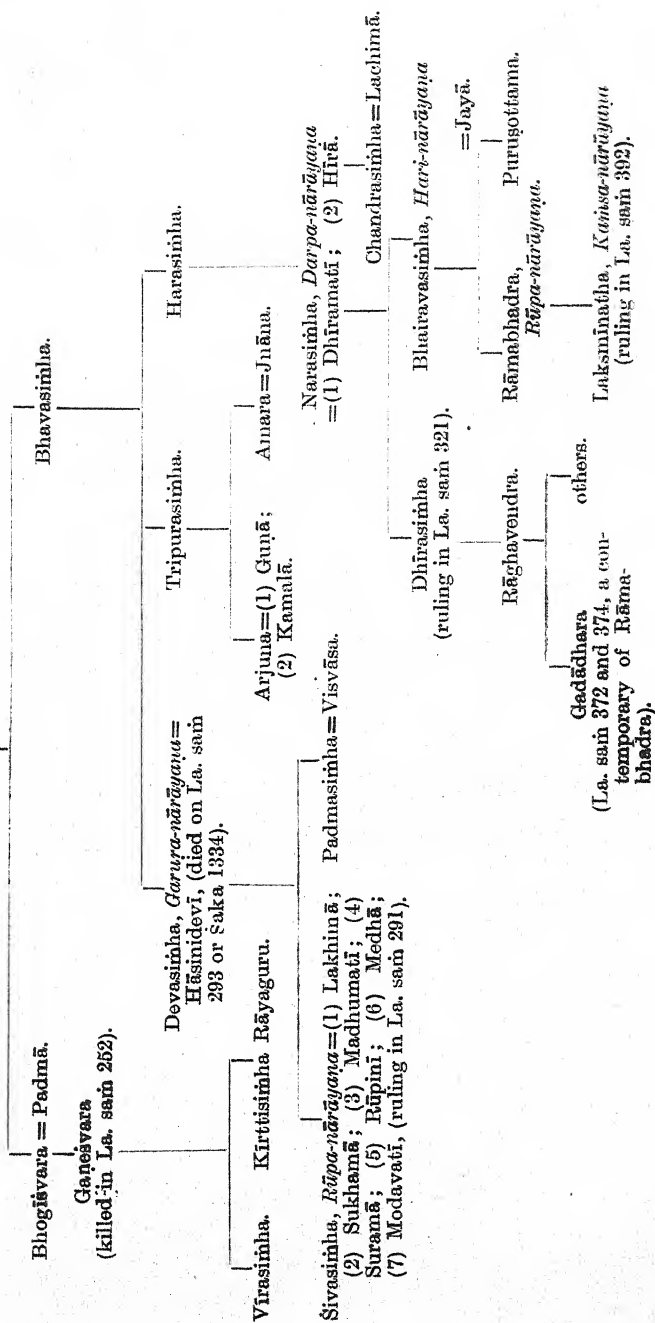 Bhavasiṁha.
Bhogīśvara = Padmā.
Gaṇeśvara
(killed in La. saṁ 252).
Harasiṁha.
Tripurasiṁha.
Devasiṁha, Garuṛa-nārāyaṇa=
Hāsinidevī, (died on La. saṁ
293 or Śaka 1334).
Vīrasiṁha. Kīrttisiṁha Rāyaguru.
Arjuna=(1) Guṇā;
(2) Kamalā.
Amara=Jnāna.
Narasiṁha, Darpa-nārāyaṇa
=(1) Dhīramatī; (2) Hīrā.
Śivasiṁha, Rūpa-nārāyaṇa=(1) Lakhimā;
(2) Sukhamā; (3) Madhumatī; (4)
Suramā; (5) Rūpinī; (6) Medhā;
(7) Modavatī, (ruling in La. saṁ 291).
Padmasiṁha=Visvāsa.
Chandrasiṁha=Lachimā.
Dhīrasiṁha
(ruling in La. saṁ 321).
Bhairavasiṁha, Hari-nārāyaṇa
=Jayā.
Rāghavendra.
Rāmabhadra,
Rūpa-nārāyaṇa.
Puruṣottama.
Gadādhara
(La. saṁ 372 and 374, a con-
temporary of Rāma-
bhadra).
others.
Laksminatha, Kaṁsa-nārāyaṇa
(ruling in La. saṁ 392).